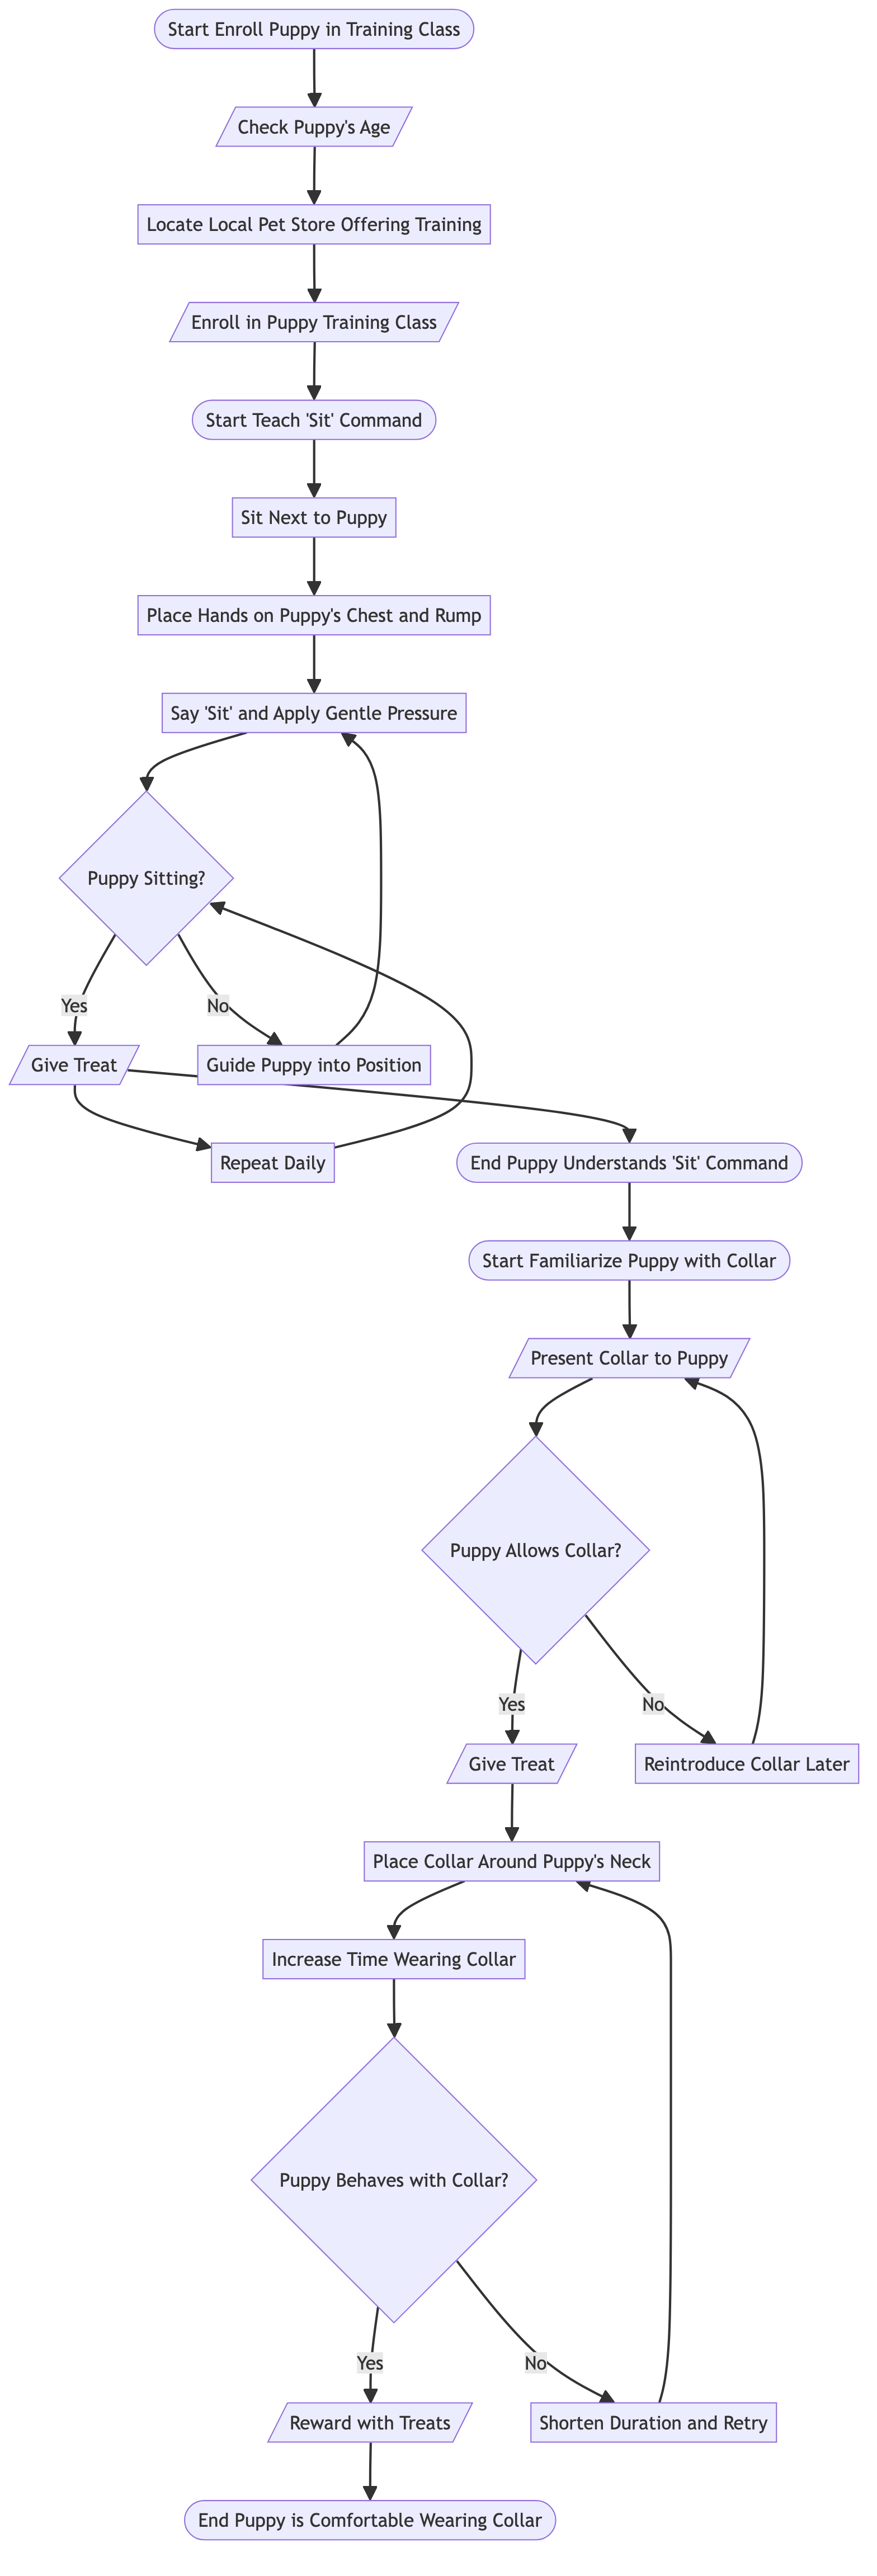 Start Enroll Puppy in Training Class
Check Puppy's Age
Locate Local Pet Store Offering Training
Enroll in Puppy Training Class
Start Teach 'Sit' Command
Sit Next to Puppy
Place Hands on Puppy's Chest and Rump
Say 'Sit' and Apply Gentle Pressure
Puppy Sitting?
Yes
No
Give Treat
Guide Puppy into Position
Repeat Daily
End Puppy Understands 'Sit' Command
Start Familiarize Puppy with Collar
Present Collar to Puppy
Puppy Allows Collar?
Yes
No
Give Treat
Reintroduce Collar Later
Place Collar Around Puppy's Neck
Increase Time Wearing Collar
Puppy Behaves with Collar?
Yes
No
Reward with Treats
Shorten Duration and Retry
End Puppy is Comfortable Wearing Collar